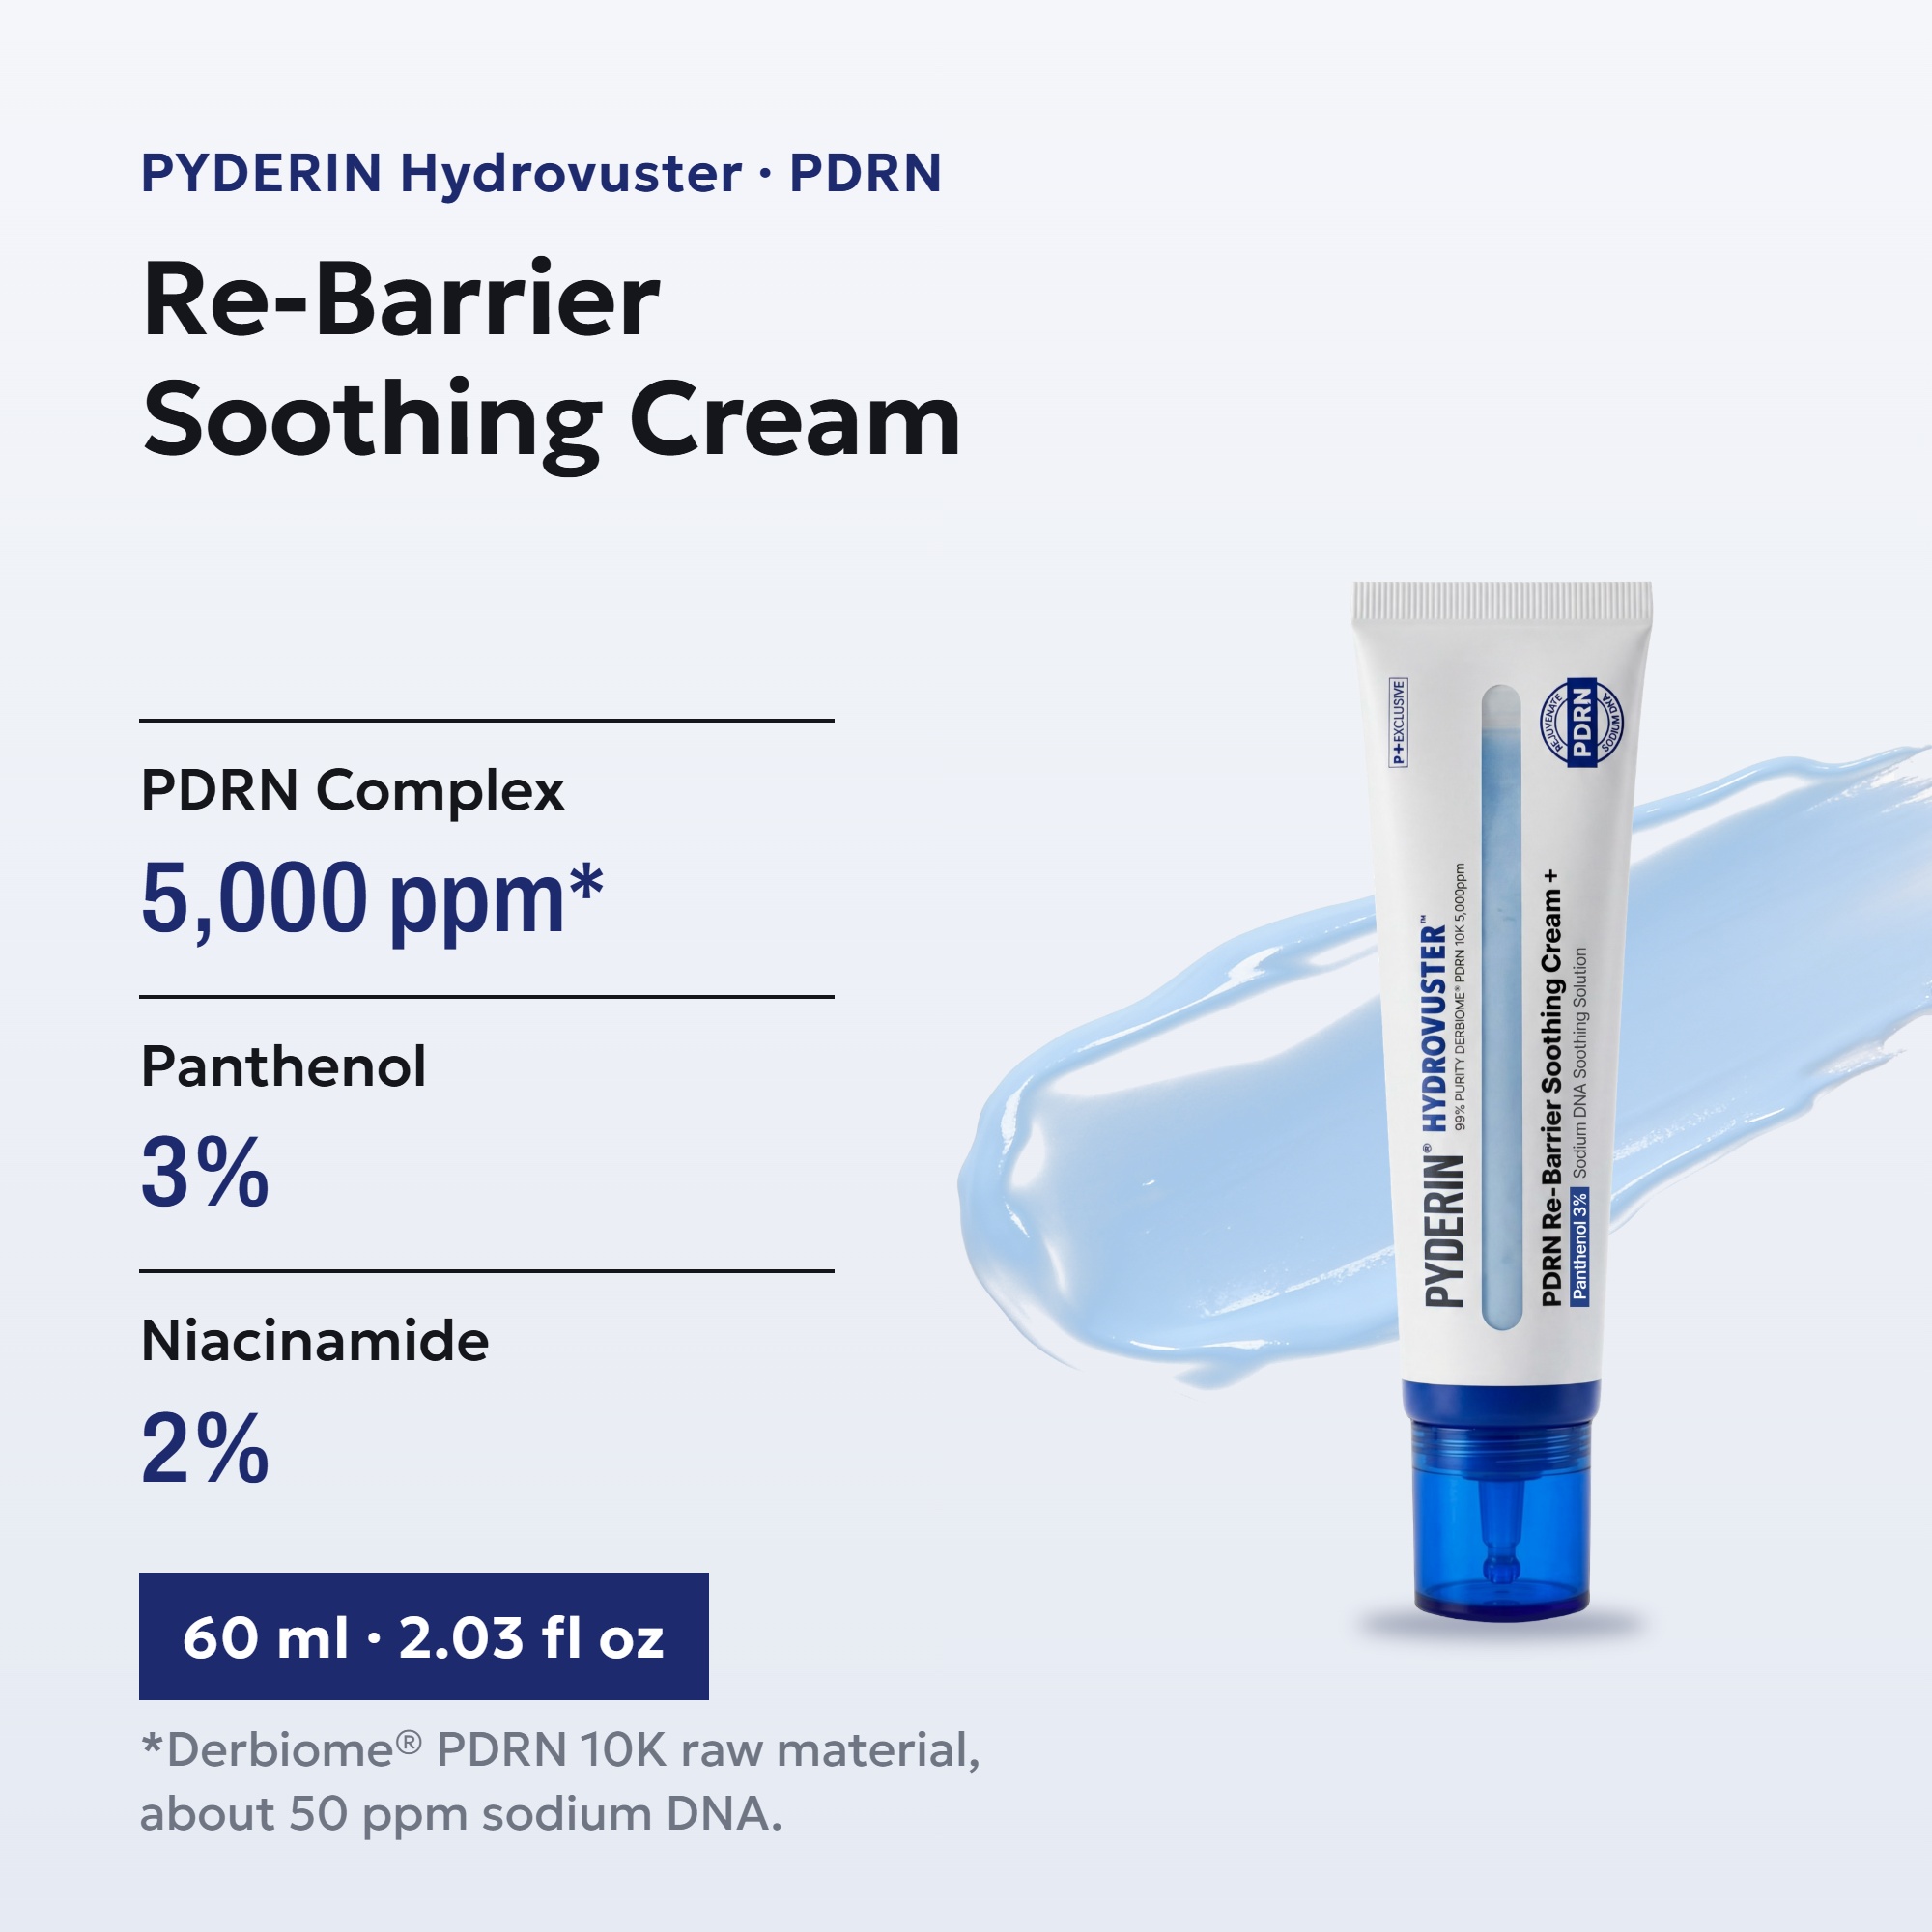 PYDERIN Hydrovuster · PDRN
Re-Barrier
Soothing Cream
PDRN Complex
5,000 ppm*
Panthenol
3%
Niacinamide
2%
60 ml · 2.03 fl oz
*Derbiome® PDRN 10K raw material,
about 50 ppm sodium DNA.
P+EXCLUSIVE
PYDERIN® HYDROVUSTER™
99% PURITY DERBIOME® PDRN 10K 5,000ppm
REJUVENATE
PDRN
SODIUM DNA
PDRN Re-Barrier Soothing Cream +
Panthenol 3% Sodium DNA Soothing Solution